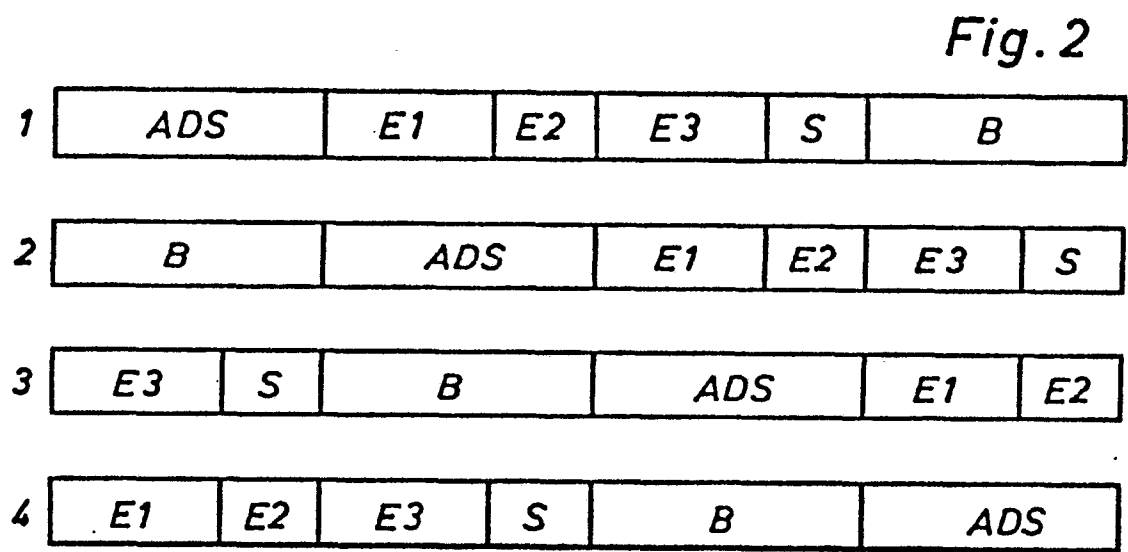 Fig. 2
1 ADS E1 E2 E3 S B
2 B ADS E1 E2 E3 S
3 E3 S B ADS E1 E2
4 E1 E2 E3 S B ADS